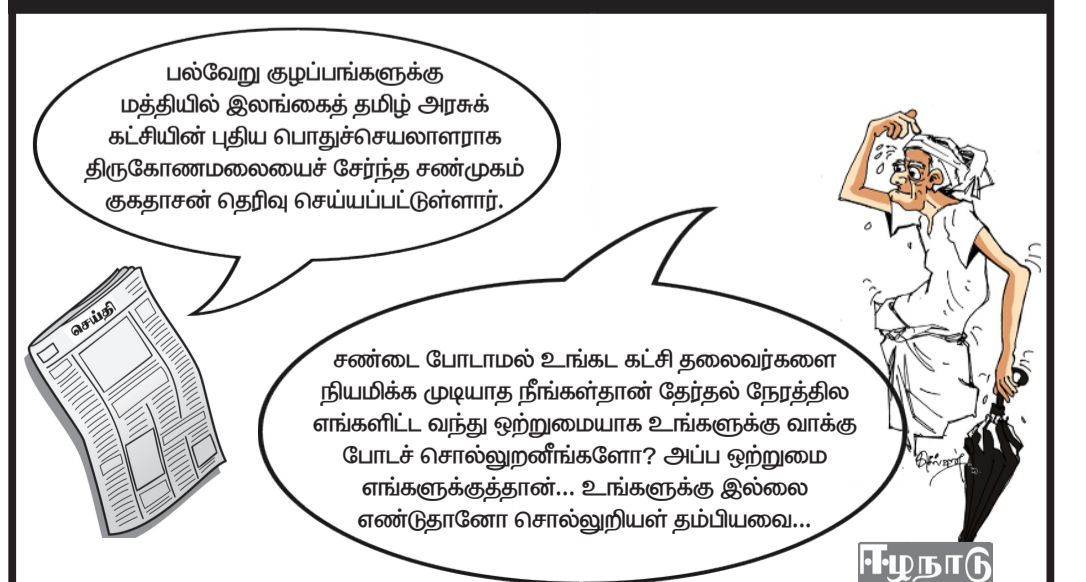 பல்வேறு குழப்பங்களுக்கு
மத்தியில் இலங்கைத் தமிழ் அரசுக்
கட்சியின் புதிய பொதுச்செயலாளராக
திருகோணமலையைச் சேர்ந்த சண்முகம்
குகதாசன் தெரிவு செய்யப்பட்டுள்ளார்.
செய்தி
சண்டை போடாமல் உங்கட கட்சி தலைவர்களை
நியமிக்க முடியாத நீங்கள்தான் தேர்தல் நேரத்தில
எங்களிட்ட வந்து ஒற்றுமையாக உங்களுக்கு வாக்கு
போடச் சொல்லுறனீங்களோ? அப்ப ஒற்றுமை
எங்களுக்குத்தான்... உங்களுக்கு இல்லை
எண்டுதானோ சொல்லுறியள் தம்பியவை...
ஈழநாடு